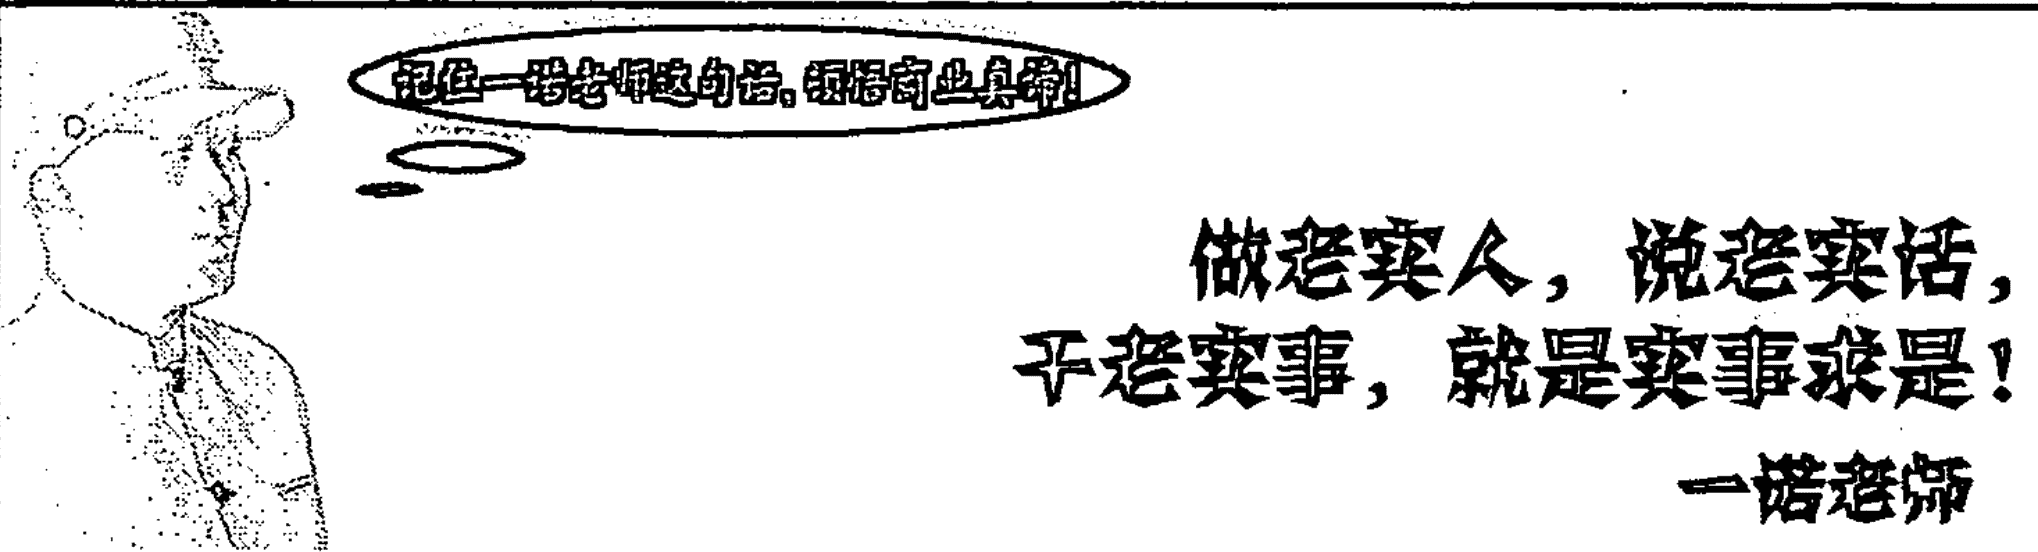 记住一诺老师这句话,领悟商业真谛!
做老实人，说老实话，
干老实事，就是实事求是！
一诺老师